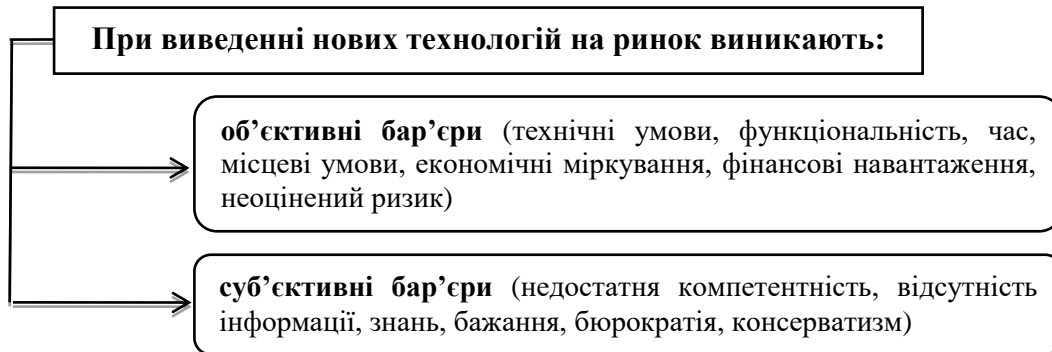 При виведенні нових технологій на ринок виникають:
об’єктивні бар’єри (технічні умови, функціональність, час,
місцеві умови, економічні міркування, фінансові навантаження,
неоцінений ризик)
суб’єктивні бар’єри (недостатня компетентність, відсутність
інформації, знань, бажання, бюрократія, консерватизм)